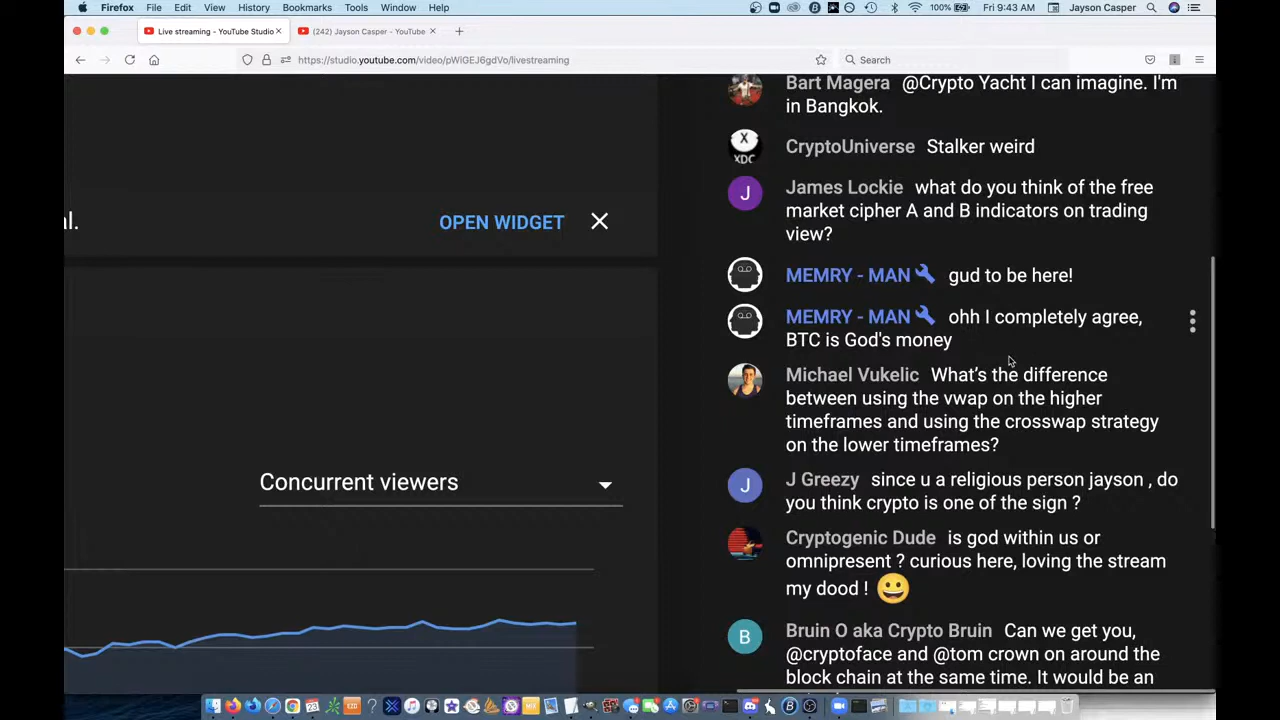 Firefox File Edit View History Bookmarks Tools Window Help 100% Fri 9:43 AM Jayson Casper
Live streaming - YouTube Studio (242) Jayson Casper - YouTube
https://studio.youtube.com/video/pWiGEJ6gdVo/livestreaming Search
al. OPEN WIDGET
Concurrent viewers
Bart Magera @Crypto Yacht I can imagine. I'm
in Bangkok.
X
XDC
CryptoUniverse Stalker weird
J
James Lockie what do you think of the free
market cipher A and B indicators on trading
view?
MEMRY - MAN gud to be here!
MEMRY - MAN ohh I completely agree,
BTC is God's money
Michael Vukelic What's the difference
between using the vwap on the higher
timeframes and using the crosswap strategy
on the lower timeframes?
J
J Greezy since u a religious person jayson , do
you think crypto is one of the sign ?
Cryptogenic Dude is god within us or
omnipresent ? curious here, loving the stream
my dood ! 😀
B
Bruin O aka Crypto Bruin Can we get you,
@cryptoface and @tom crown on around the
block chain at the same time. It would be an